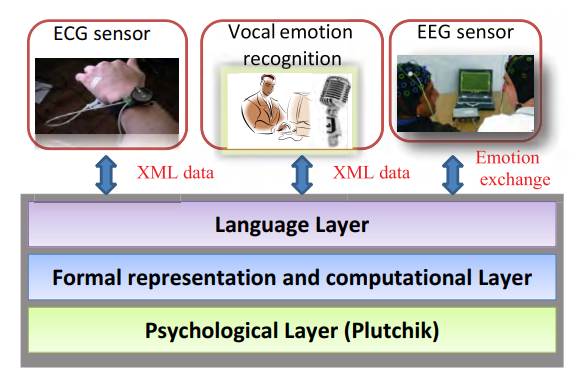 ECG sensor
Vocal emotion
recognition
EEG sensor
XML data
XML data
Emotion
exchange
Language Layer
Formal representation and computational Layer
Psychological Layer (Plutchik)